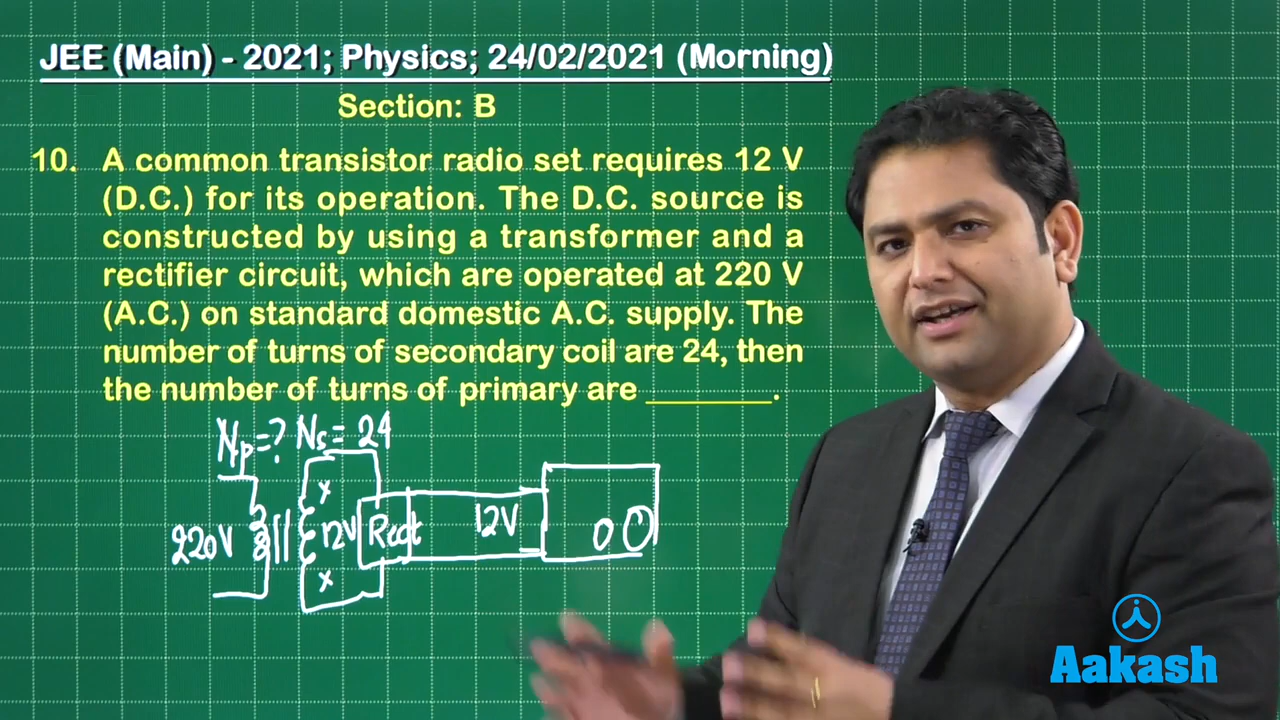 JEE (Main) - 2021; Physics; 24/02/2021 (Morning)
Section: B
10. A common transistor radio set requires 12 V
(D.C.) for its operation. The D.C. source is
constructed by using a transformer and a
rectifier circuit, which are operated at 220 V
(A.C.) on standard domestic A.C. supply. The
number of turns of secondary coil are 24, then
the number of turns of primary are ________.
Np=? Ns= 24
220V 12V Rect 12V
Aakash